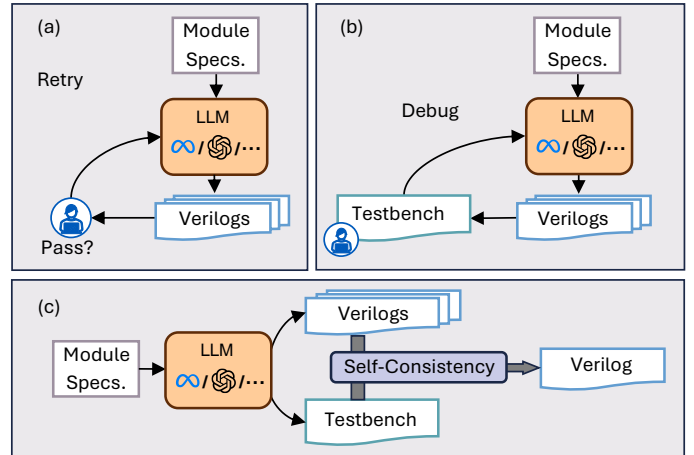 (a)
Module
Specs.
Retry
LLM
/ /···
Verilogs
Pass?
(b)
Module
Specs.
Debug
LLM
/ /···
Testbench
Verilogs
(c)
Verilogs
Module
Specs.
LLM
/ /···
Self-Consistency
Verilog
Testbench